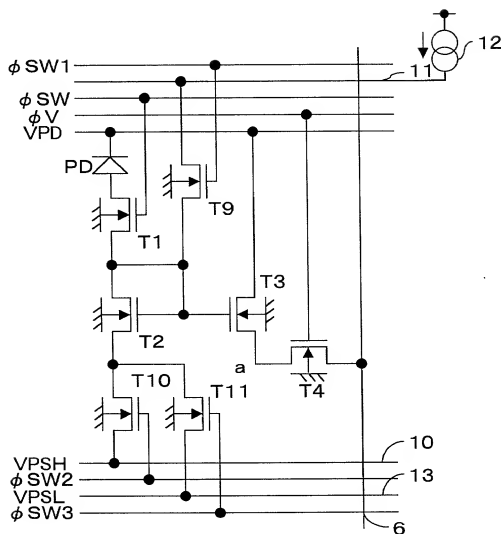 φSW1
11
12
φSW
φV
VPD
PD
T9
T1
T3
T2
a
T4
T10
T11
VPSH
10
φSW2
13
VPSL
φSW3
6